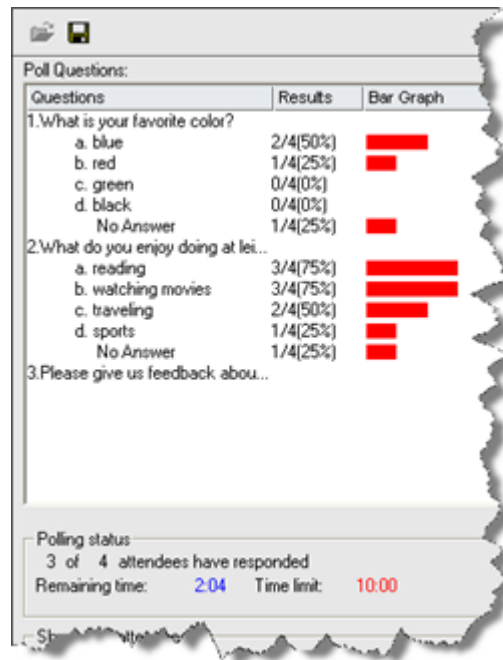 Poll Questions:
Questions Results Bar Graph
1.What is your favorite color?
a. blue 2/4(50%)
b. red 1/4(25%)
c. green 0/4(0%)
d. black 0/4(0%)
No Answer 1/4(25%)
2.What do you enjoy doing at lei...
a. reading 3/4(75%)
b. watching movies 3/4(75%)
c. traveling 2/4(50%)
d. sports 1/4(25%)
No Answer 1/4(25%)
3.Please give us feedback abou...
Polling status
3 of 4 attendees have responded
Remaining time: 2:04 Time limit: 10:00